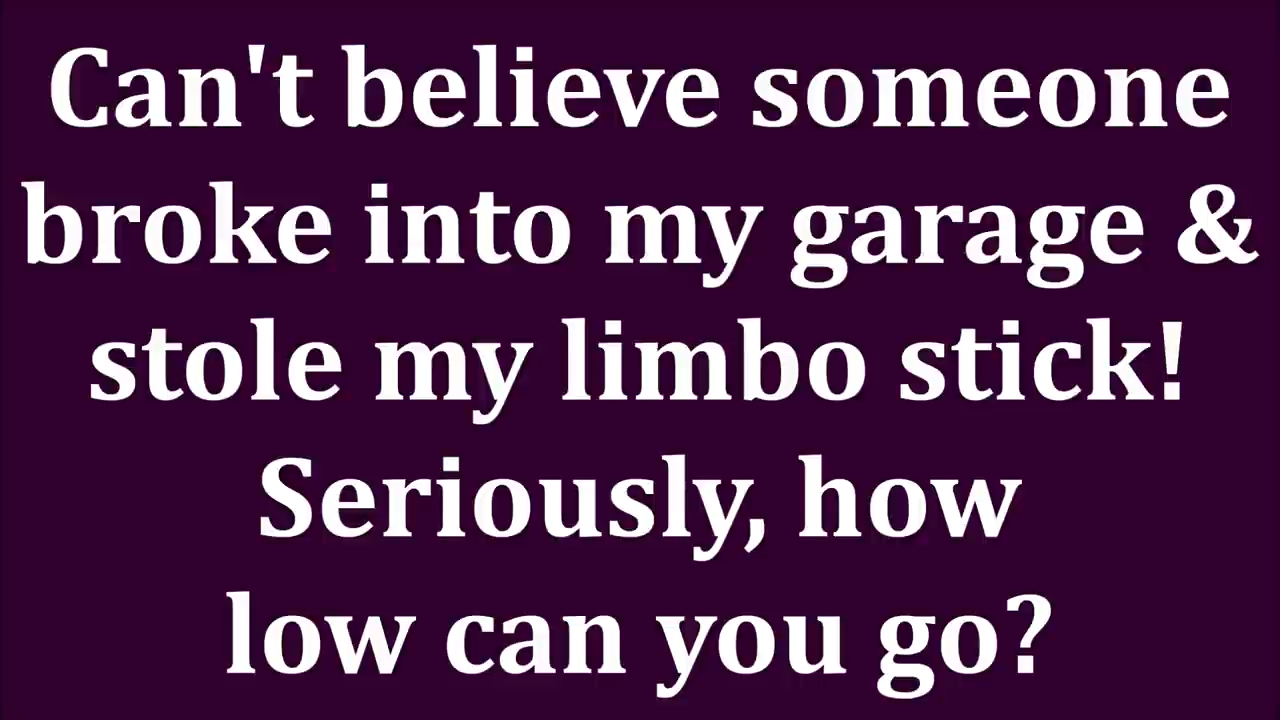 Can't believe someone
broke into my garage &
stole my limbo stick!
Seriously, how
low can you go?